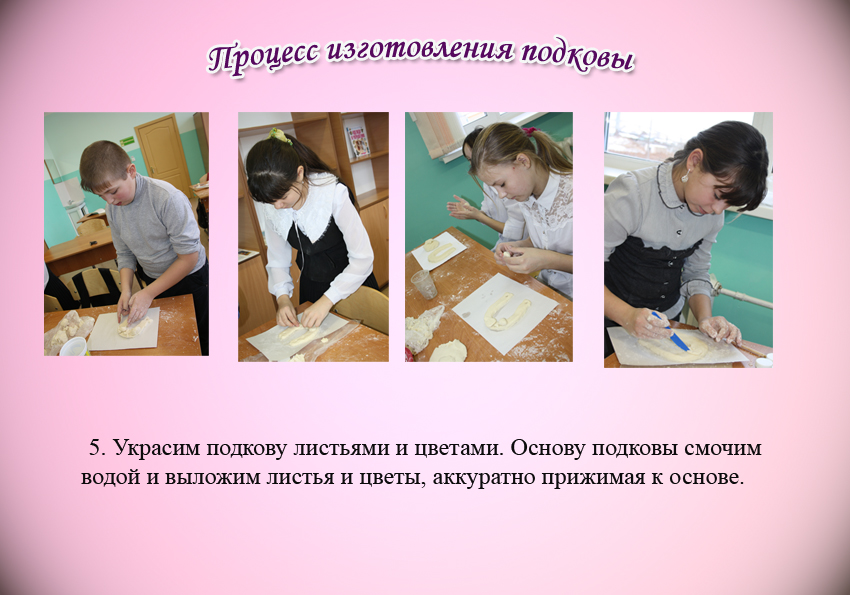 Процесс изготовления подковы
5. Украсим подкову листьями и цветами. Основу подковы смочим
водой и выложим листья и цветы, аккуратно прижимая к основе.